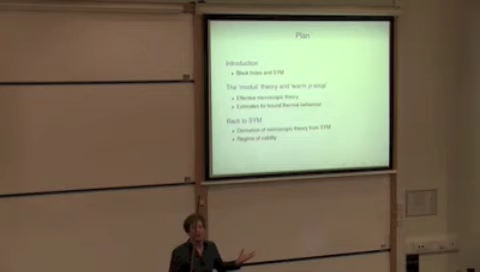 Plan
Introduction
Black holes and SYM
The 'moduli' theory and 'warm p-soup'
Effective microscopic theory
Estimates for bound thermal behaviour
Back to SYM
Derivation of microscopic theory from SYM
Regime of validity